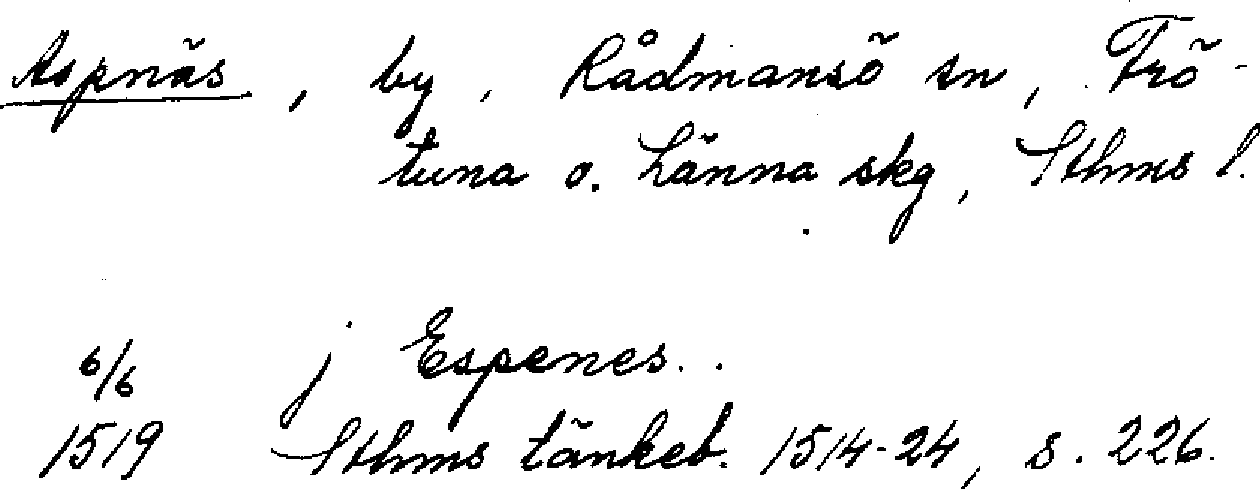 Aspnäs, by, Rådmansö sn, Frö-
tuna o. Länna skg, Sthms l.
6/6 j Espenes..
1519 Sthms tänkeb. 1514-24, s. 226.